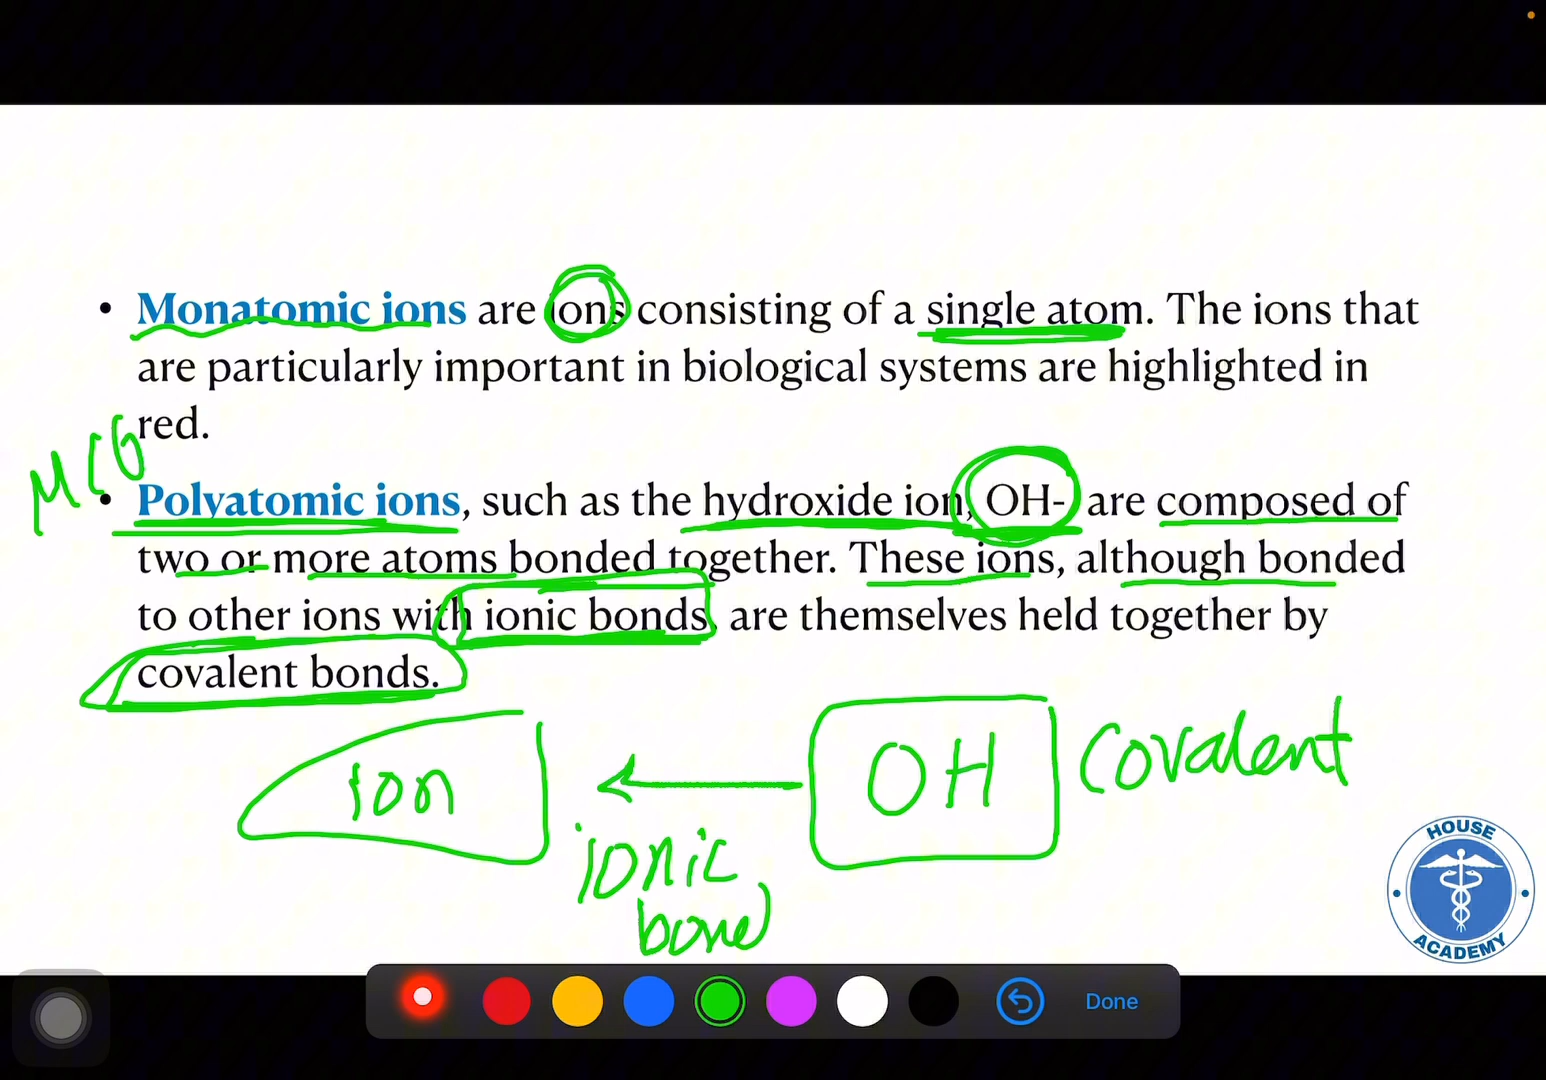 • Monatomic ions are ions consisting of a single atom. The ions that
are particularly important in biological systems are highlighted in
red.
MCQ
• Polyatomic ions, such as the hydroxide ion, OH- are composed of
two or more atoms bonded together. These ions, although bonded
to other ions with ionic bonds, are themselves held together by
covalent bonds.
Ion
OH
Covalent
ionic
bond
HOUSE
ACADEMY
Done